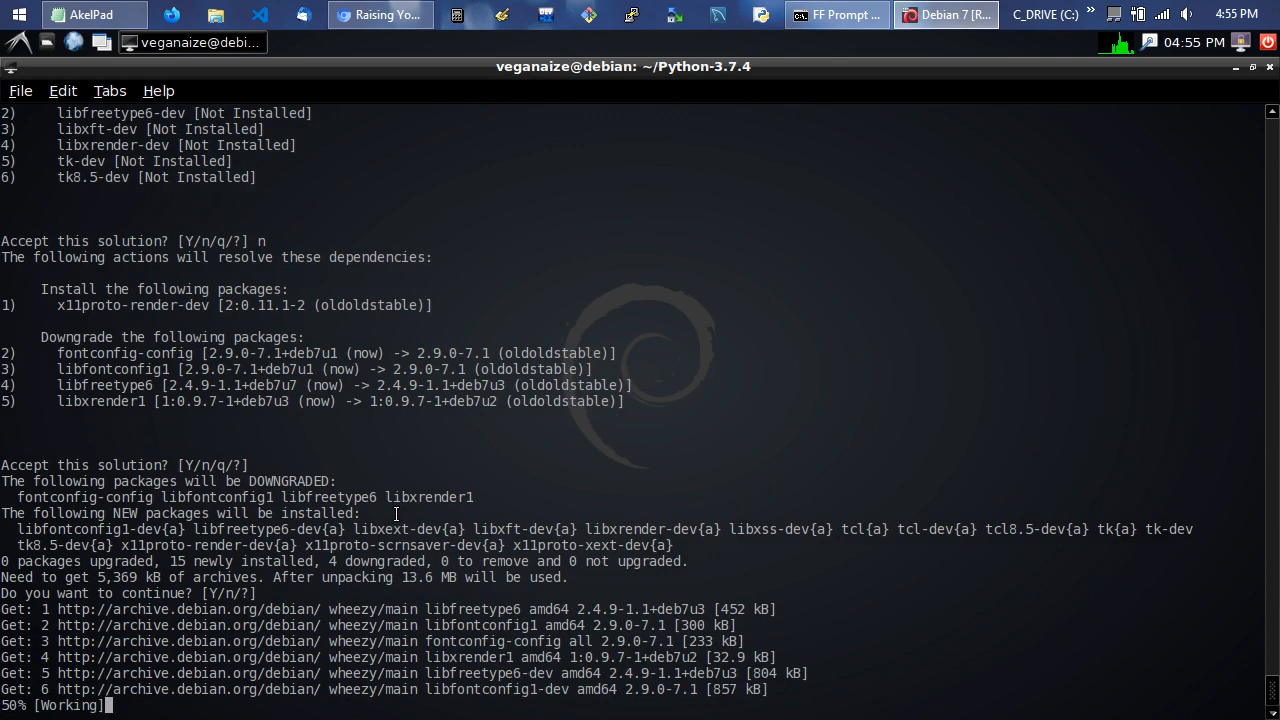 AkelPad
Raising Yo...
FF Prompt ...
Debian 7 [R...
C_DRIVE (C:)
4:55 PM
veganaize@debi...
04:55 PM
veganaize@debian: ~/Python-3.7.4
File Edit Tabs Help
2) libfreetype6-dev [Not Installed]
3) libxft-dev [Not Installed]
4) libxrender-dev [Not Installed]
5) tk-dev [Not Installed]
6) tk8.5-dev [Not Installed]
Accept this solution? [Y/n/q/?] n
The following actions will resolve these dependencies:
Install the following packages:
1) x11proto-render-dev [2:0.11.1-2 (oldoldstable)]
Downgrade the following packages:
2) fontconfig-config [2.9.0-7.1+deb7u1 (now) -> 2.9.0-7.1 (oldoldstable)]
3) libfontconfig1 [2.9.0-7.1+deb7u1 (now) -> 2.9.0-7.1 (oldoldstable)]
4) libfreetype6 [2.4.9-1.1+deb7u7 (now) -> 2.4.9-1.1+deb7u3 (oldoldstable)]
5) libxrender1 [1:0.9.7-1+deb7u3 (now) -> 1:0.9.7-1+deb7u2 (oldoldstable)]
Accept this solution? [Y/n/q/?]
The following packages will be DOWNGRADED:
fontconfig-config libfontconfig1 libfreetype6 libxrender1
The following NEW packages will be installed:
libfontconfig1-dev{a} libfreetype6-dev{a} libxext-dev{a} libxft-dev{a} libxrender-dev{a} libxss-dev{a} tcl{a} tcl-dev{a} tcl8.5-dev{a} tk{a} tk-dev
tk8.5-dev{a} x11proto-render-dev{a} x11proto-scrnsaver-dev{a} x11proto-xext-dev{a}
0 packages upgraded, 15 newly installed, 4 downgraded, 0 to remove and 0 not upgraded.
Need to get 5,369 kB of archives. After unpacking 13.6 MB will be used.
Do you want to continue? [Y/n/?]
Get: 1 http://archive.debian.org/debian/ wheezy/main libfreetype6 amd64 2.4.9-1.1+deb7u3 [452 kB]
Get: 2 http://archive.debian.org/debian/ wheezy/main libfontconfig1 amd64 2.9.0-7.1 [300 kB]
Get: 3 http://archive.debian.org/debian/ wheezy/main fontconfig-config all 2.9.0-7.1 [233 kB]
Get: 4 http://archive.debian.org/debian/ wheezy/main libxrender1 amd64 1:0.9.7-1+deb7u2 [32.9 kB]
Get: 5 http://archive.debian.org/debian/ wheezy/main libfreetype6-dev amd64 2.4.9-1.1+deb7u3 [804 kB]
Get: 6 http://archive.debian.org/debian/ wheezy/main libfontconfig1-dev amd64 2.9.0-7.1 [857 kB]
50% [Working]